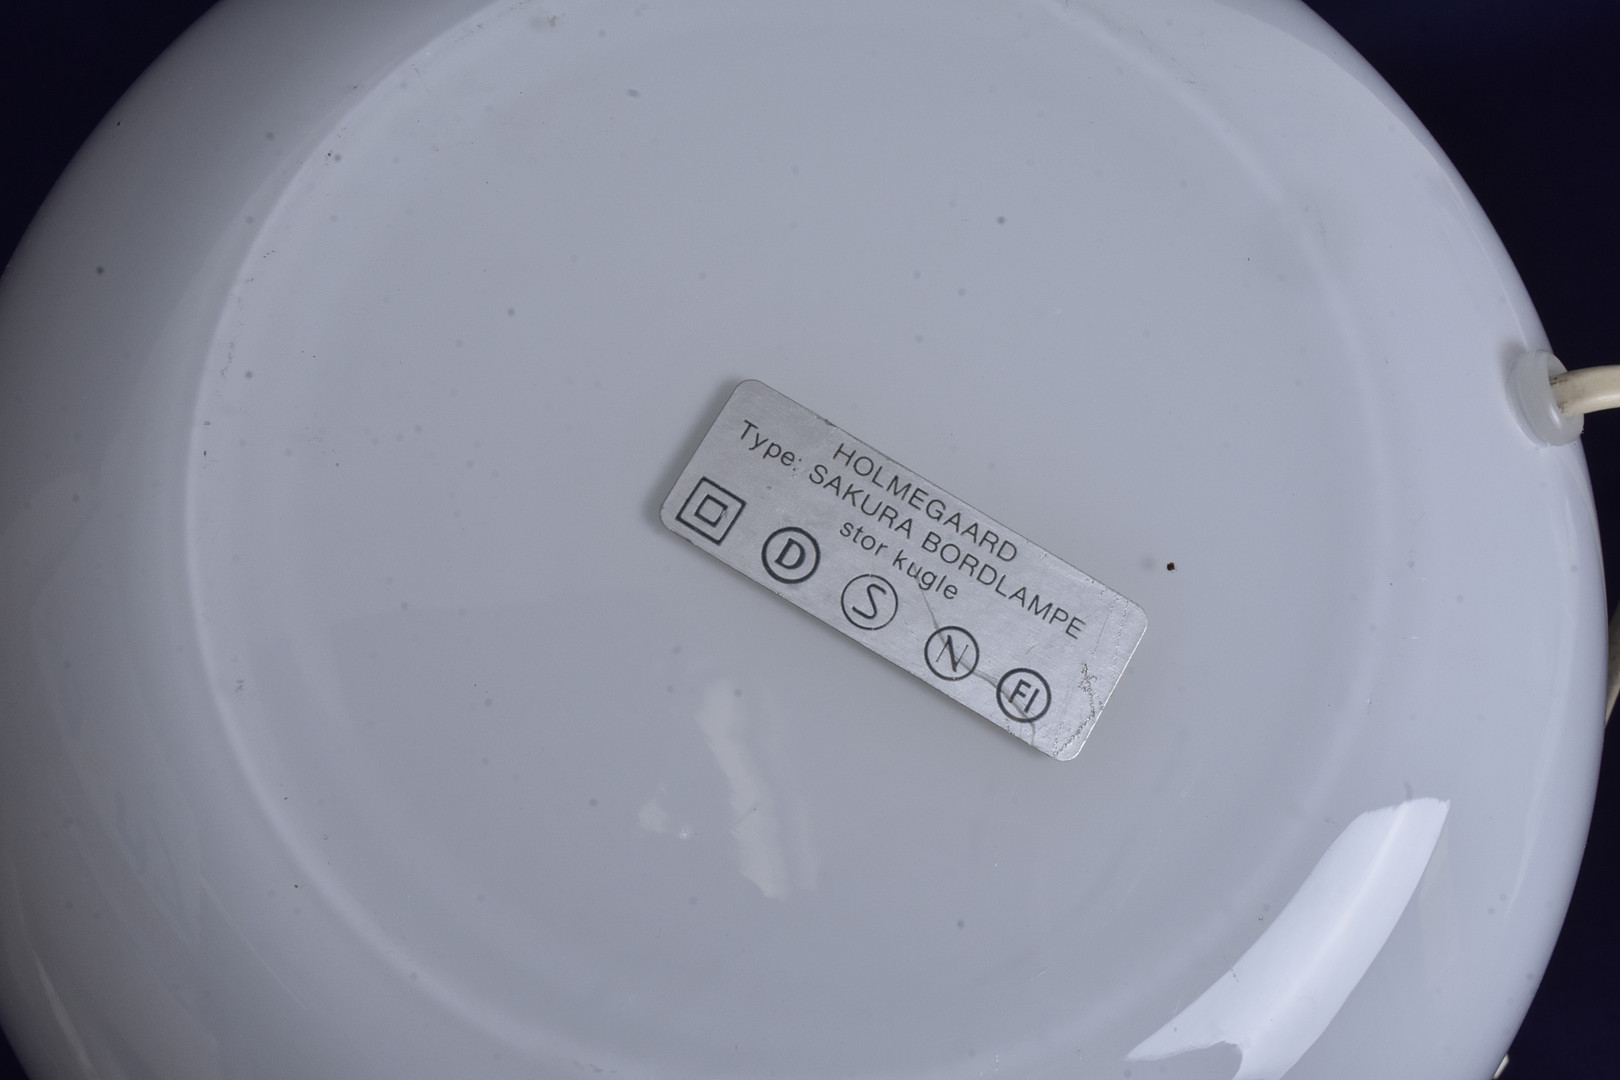 HOLMEGAARD
Type: SAKURA BORDLAMPE
stor kugle
D S N FI